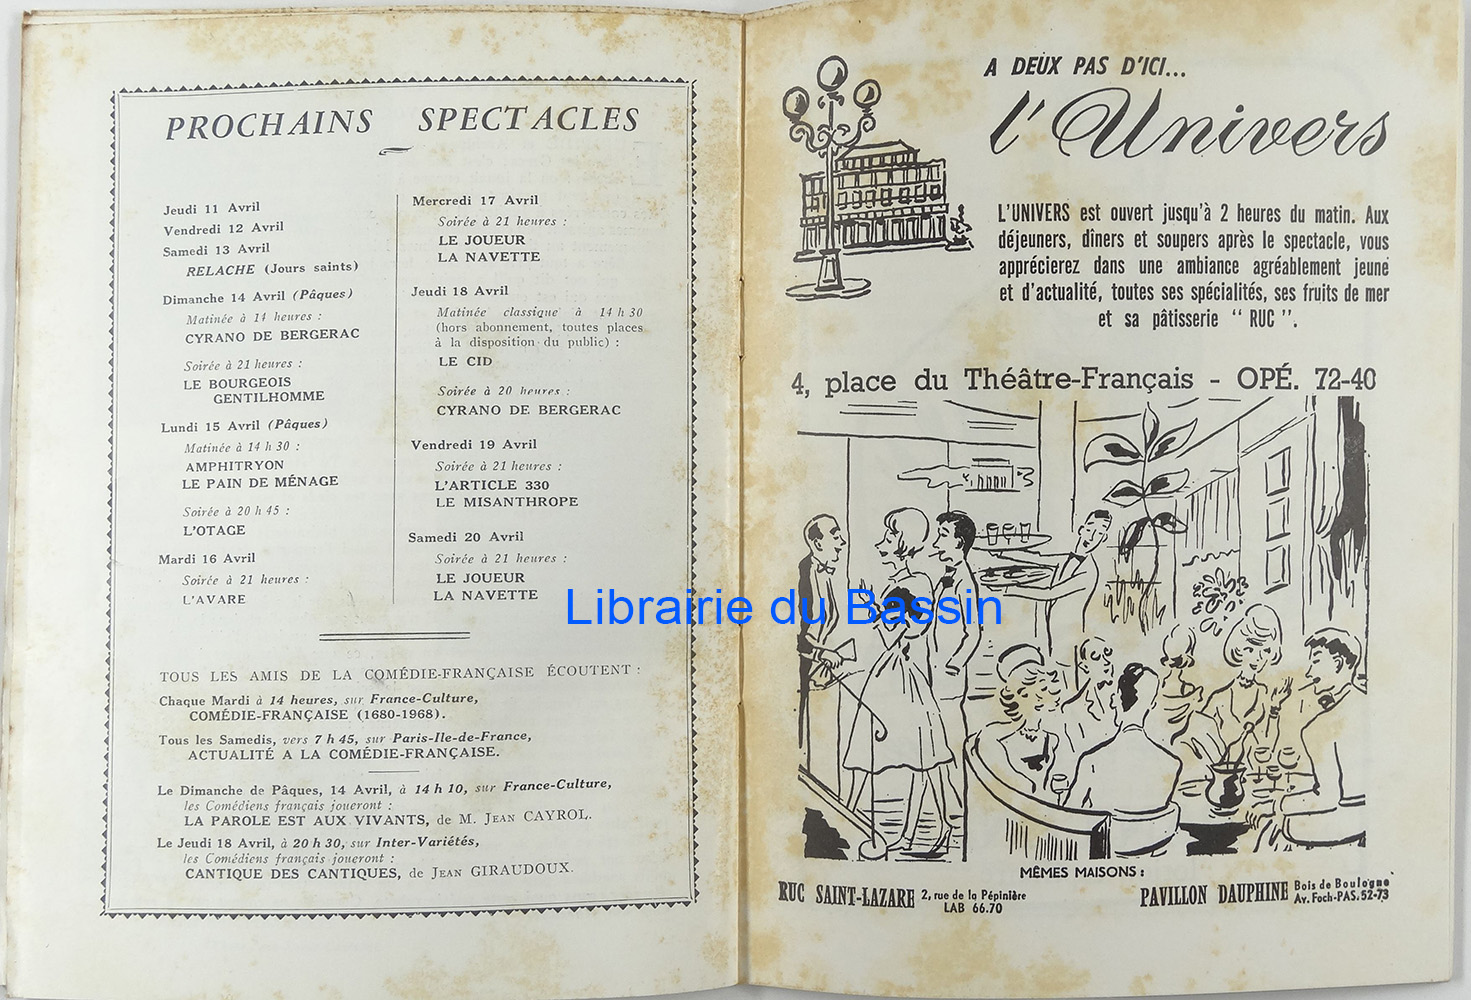 PROCHAINS SPECTACLES
Jeudi 11 Avril
Vendredi 12 Avril
Samedi 13 Avril
RELACHE (Jours saints)
Dimanche 14 Avril (Pâques)
Matinée à 14 heures :
CYRANO DE BERGERAC
Soirée à 21 heures :
LE BOURGEOIS
GENTILHOMME
Lundi 15 Avril (Pâques)
Matinée à 14 h 30 :
AMPHITRYON
LE PAIN DE MÉNAGE
Soirée à 20 h 45 :
L'OTAGE
Mardi 16 Avril
Soirée à 21 heures :
L'AVARE
Mercredi 17 Avril
Soirée à 21 heures :
LE JOUEUR
LA NAVETTE
Jeudi 18 Avril
Matinée classique à 14 h 30
(hors abonnement, toutes places
à la disposition du public) :
LE CID
Soirée à 20 heures :
CYRANO DE BERGERAC
Vendredi 19 Avril
Soirée à 21 heures :
L'ARTICLE 330
LE MISANTHROPE
Samedi 20 Avril
Soirée à 21 heures :
LE JOUEUR
LA NAVETTE
TOUS LES AMIS DE LA COMÉDIE-FRANÇAISE ÉCOUTENT :
Chaque Mardi à 14 heures, sur France-Culture,
COMÉDIE-FRANÇAISE (1680-1968).
Tous les Samedis, vers 7 h 45, sur Paris-Ile-de-France,
ACTUALITÉ A LA COMÉDIE-FRANÇAISE.
Le Dimanche de Pâques, 14 Avril, à 14 h 10, sur France-Culture,
les Comédiens français joueront :
LA PAROLE EST AUX VIVANTS, de M. JEAN CAYROL.
Le Jeudi 18 Avril, à 20 h 30, sur Inter-Variétés,
les Comédiens français joueront :
CANTIQUE DES CANTIQUES, de JEAN GIRAUDOUX.
A DEUX PAS D'ICI...
l'Univers
L'UNIVERS est ouvert jusqu'à 2 heures du matin. Aux
déjeuners, dîners et soupers après le spectacle, vous
apprécierez dans une ambiance agréablement jeune
et d'actualité, toutes ses spécialités, ses fruits de mer
et sa pâtisserie " RUC ".
4, place du Théâtre-Français - OPÉ. 72-40
MÊMES MAISONS :
RUC SAINT-LAZARE 2, rue de la Pépinière
LAB 66.70
PAVILLON DAUPHINE Bois de Boulogne
Av. Foch-PAS. 52-73
Librairie du Bassin